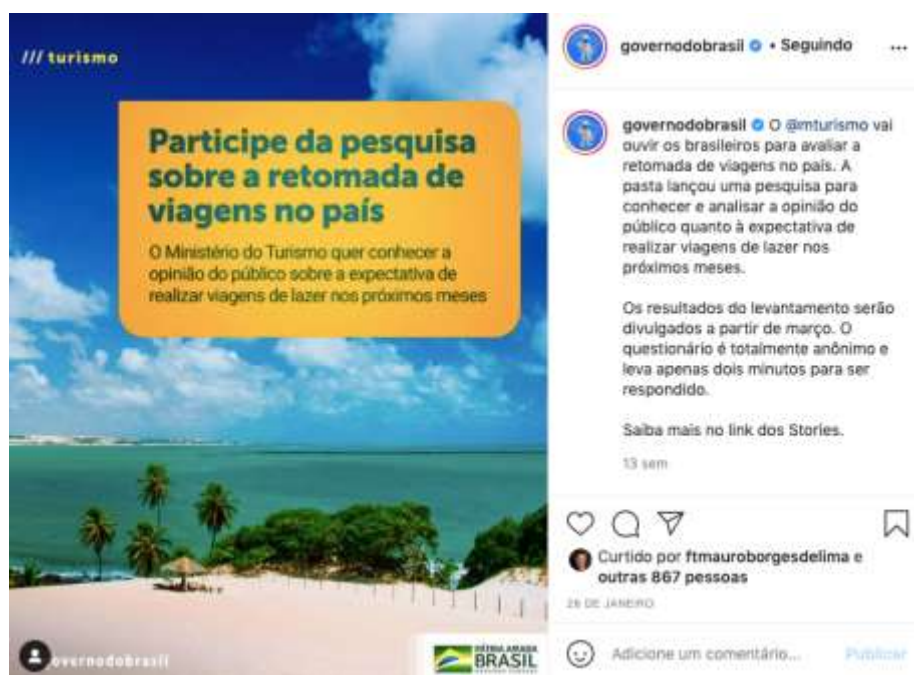 /// turismo
Participe da pesquisa
sobre a retomada de
viagens no país
O Ministério do Turismo quer conhecer a
opinião do público sobre a expectativa de
realizar viagens de lazer nos próximos meses
overnodobrasil
PÁTRIA AMADA
BRASIL
governodobrasil • Seguindo ...
governodobrasil O @mturismo vai
ouvir os brasileiros para avaliar a
retomada de viagens no país. A
pasta lançou uma pesquisa para
conhecer e analisar a opinião do
público quanto à expectativa de
realizar viagens de lazer nos
próximos meses.
Os resultados do levantamento serão
divulgados a partir de março. O
questionário é totalmente anônimo e
leva apenas dois minutos para ser
respondido.
Saiba mais no link dos Stories.
13 sem
Curtido por ftmauroborgesdelima e
outras 867 pessoas
DE JANEIRO
Adicione um comentário... Publicar